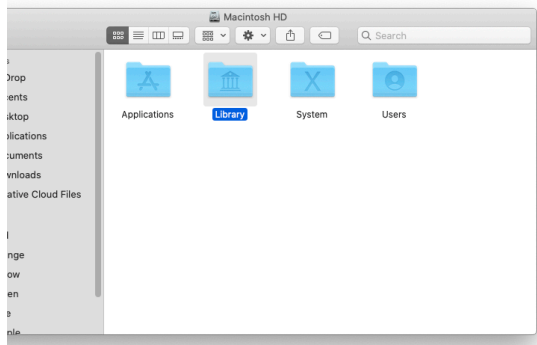 Macintosh HD
Search
s
Drop
ents
sktop
plications
cuments
wnloads
ative Cloud Files
l
nge
ow
en
e
ple
Applications
Library
System
Users